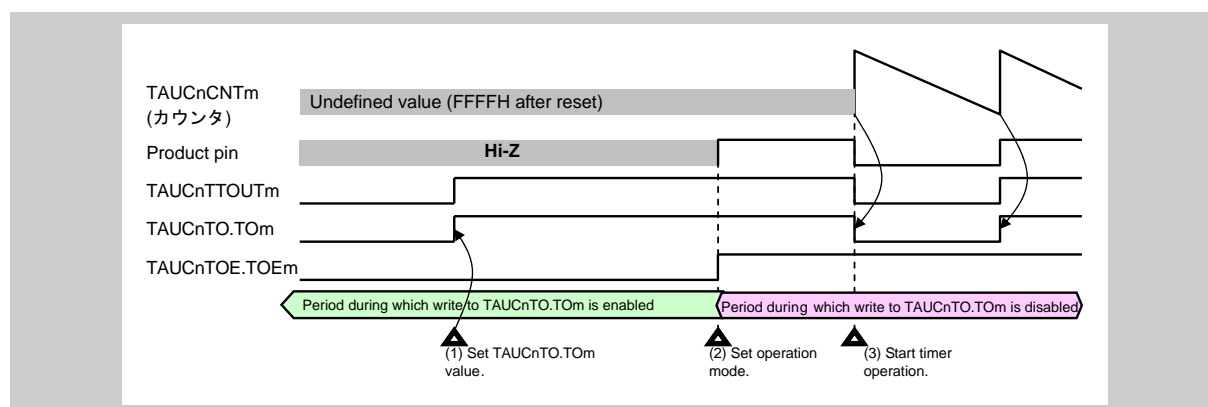 TAUCnCNTm
(カウンタ)
Undefined value (FFFFH after reset)
Product pin
Hi-Z
TAUCnTTOUTm
TAUCnTO.TOm
TAUCnTOE.TOEm
Period during which write to TAUCnTO.TOm is enabled
Period during which write to TAUCnTO.TOm is disabled
(1) Set TAUCnTO.TOm
value.
(2) Set operation
mode.
(3) Start timer
operation.